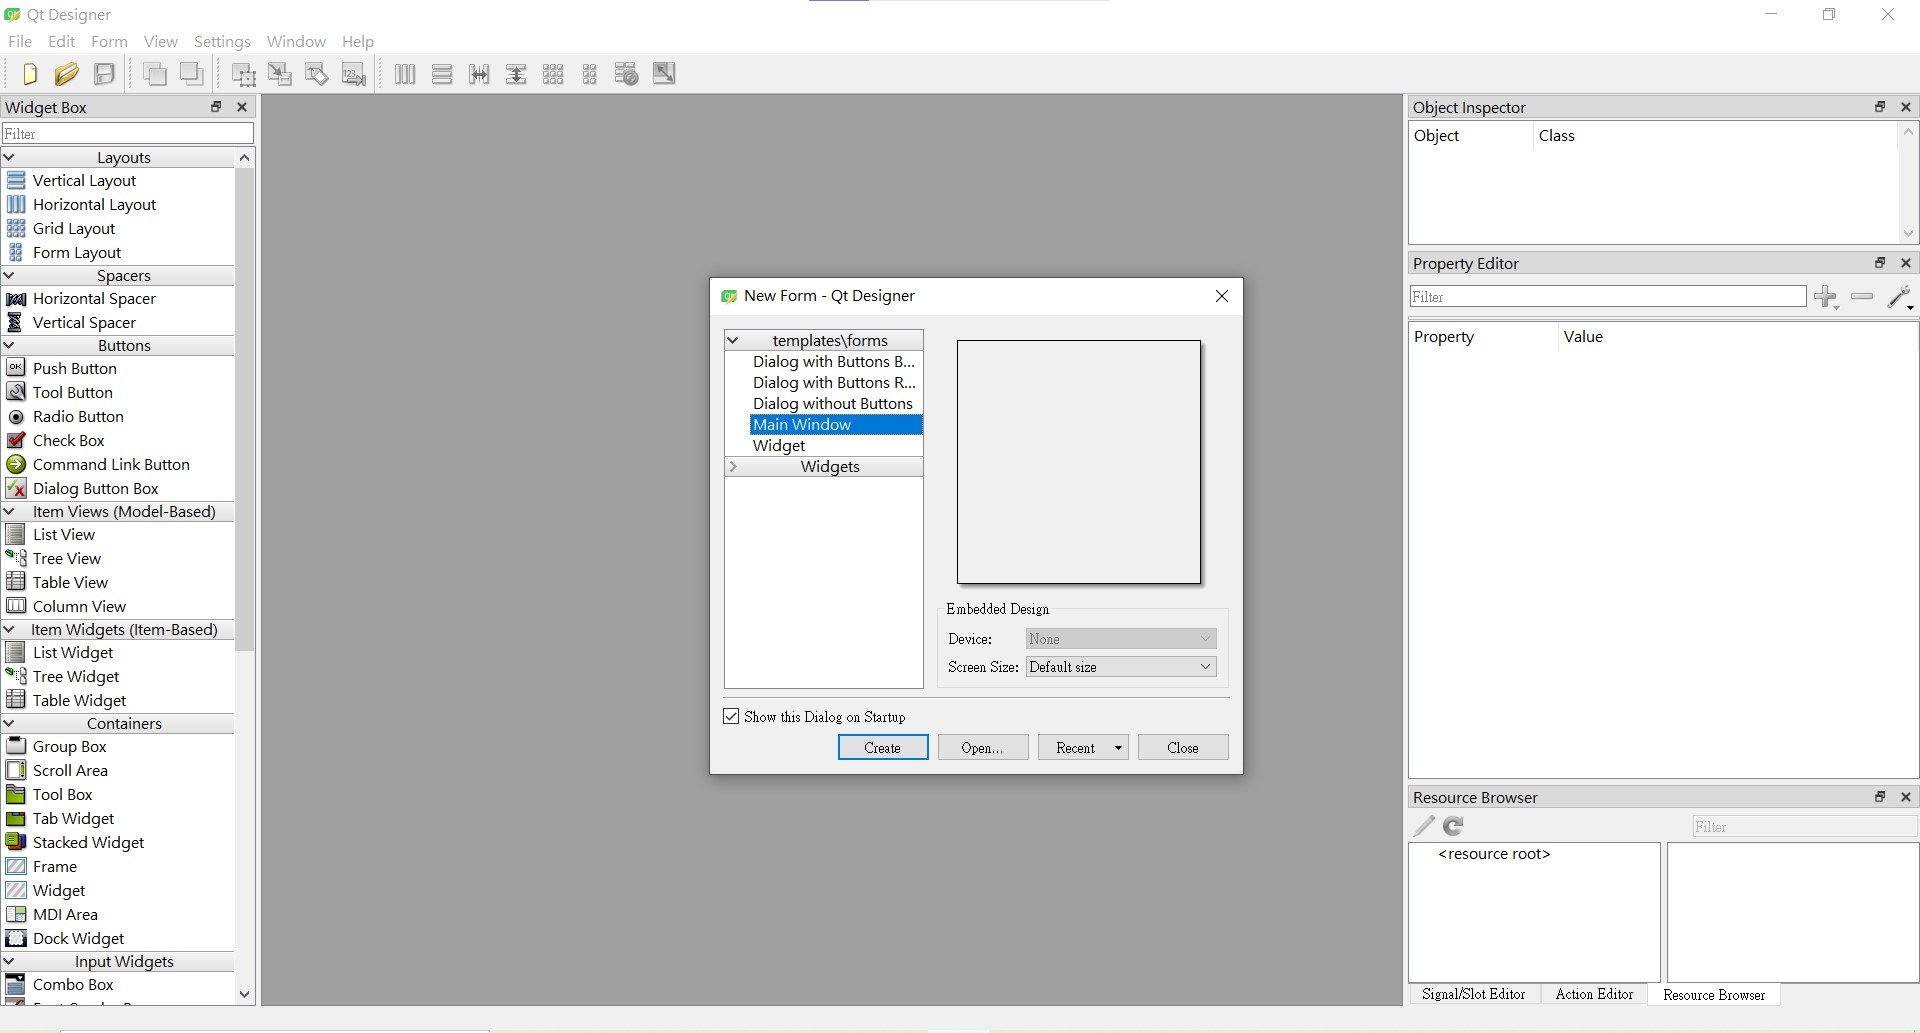 Qt Designer
File Edit Form View Settings Window Help
Widget Box
Filter
Layouts
Vertical Layout
Horizontal Layout
Grid Layout
Form Layout
Spacers
Horizontal Spacer
Vertical Spacer
Buttons
Push Button
Tool Button
Radio Button
Check Box
Command Link Button
Dialog Button Box
Item Views (Model-Based)
List View
Tree View
Table View
Column View
Item Widgets (Item-Based)
List Widget
Tree Widget
Table Widget
Containers
Group Box
Scroll Area
Tool Box
Tab Widget
Stacked Widget
Frame
Widget
MDI Area
Dock Widget
Input Widgets
Combo Box
New Form - Qt Designer
templates\forms
Dialog with Buttons B...
Dialog with Buttons R...
Dialog without Buttons
Main Window
Widget
Widgets
Embedded Design
Device: None
Screen Size: Default size
Show this Dialog on Startup
Create Open... Recent Close
Object Inspector
Object Class
Property Editor
Filter
Property Value
Resource Browser
Filter
<resource root>
Signal/Slot Editor Action Editor Resource Browser